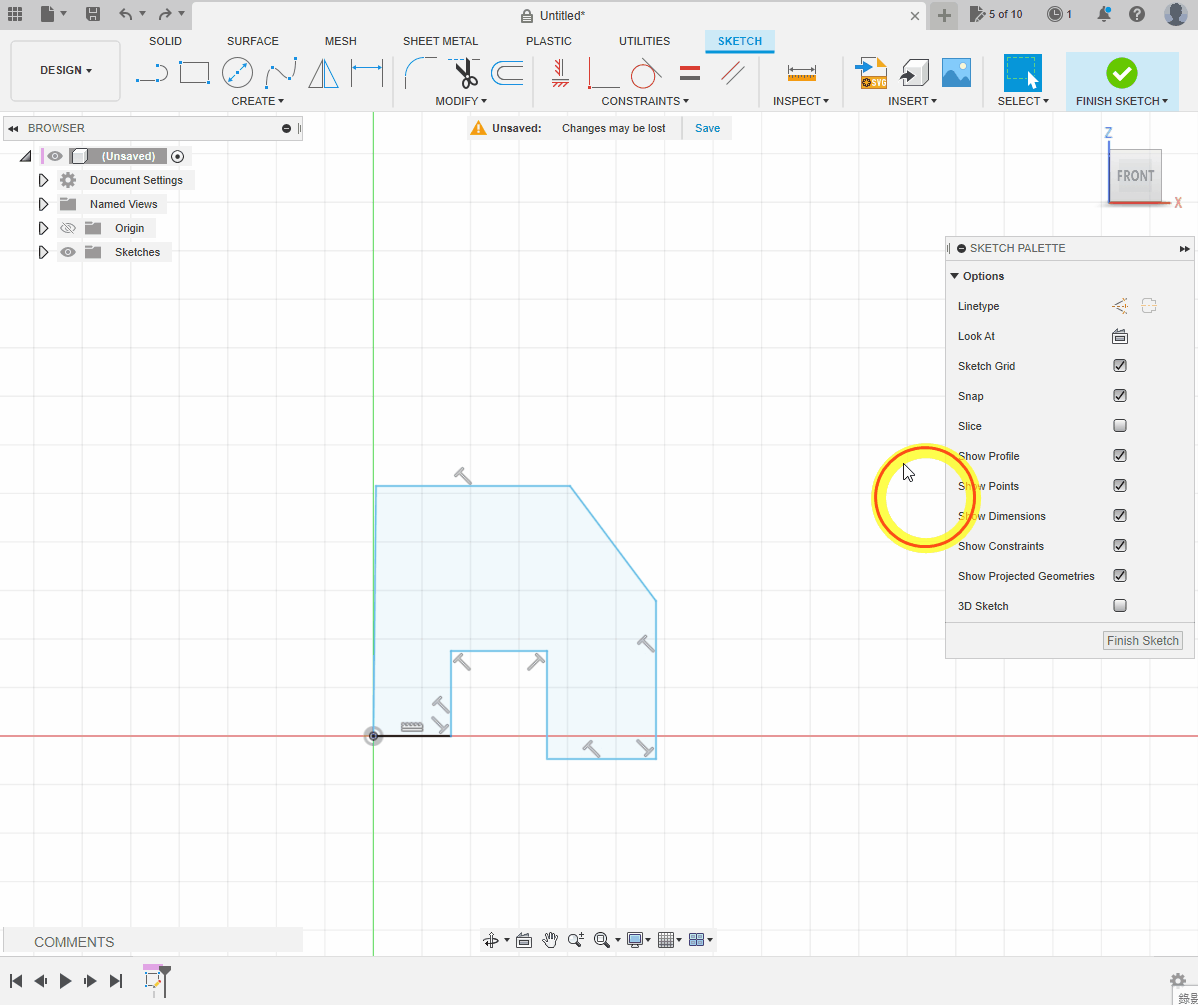 Untitled*
5 of 10
1
DESIGN
SOLID
SURFACE
MESH
SHEET METAL
PLASTIC
UTILITIES
SKETCH
SVG
CREATE
MODIFY
CONSTRAINTS
INSPECT
INSERT
SELECT
FINISH SKETCH
BROWSER
Unsaved: Changes may be lost
Save
(Unsaved)
Document Settings
Named Views
Origin
Sketches
Z
FRONT
X
SKETCH PALETTE
Options
Linetype
Look At
Sketch Grid
Snap
Slice
Show Profile
Show Points
Show Dimensions
Show Constraints
Show Projected Geometries
3D Sketch
Finish Sketch
COMMENTS